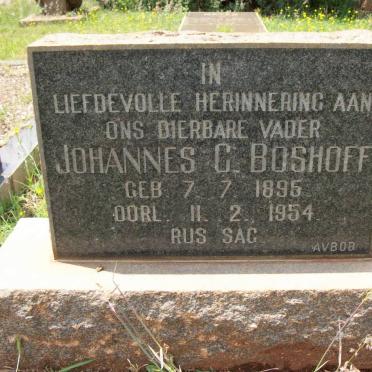 IN
LIEFDEVOLLE HERINNERING AAN
ONS DIERBARE VADER
JOHANNES C. BOSHOFF
GEB. 7. 7. 1895
OORL. 11. 2. 1954.
RUS SAG
AVBOB